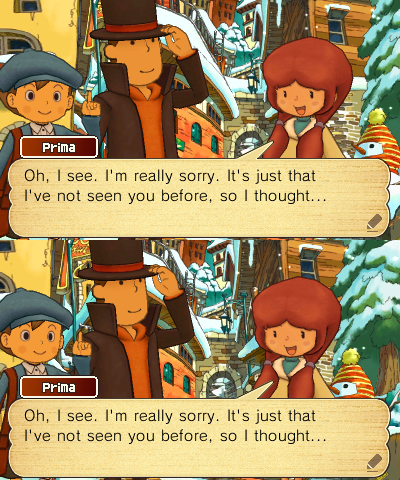 Prima
Oh, I see. I'm really sorry. It's just that
I've not seen you before, so I thought...
Prima
Oh, I see. I'm really sorry. It's just that
I've not seen you before, so I thought...